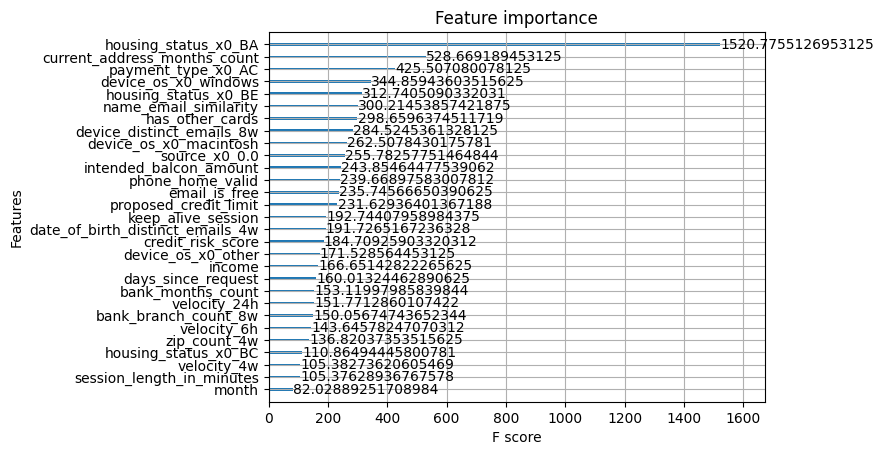 Feature importance
housing_status_x0_BA 1520.7755126953125
current_address_months_count 528.669189453125
payment_type_x0_AC 425.507080078125
device_os_x0_windows 344.85943603515625
housing_status_x0_BE 312.7405090332031
name_email_similarity 300.21453857421875
has_other_cards 298.6596374511719
device_distinct_emails_8w 284.5245361328125
device_os_x0_macintosh 262.5078430175781
source_x0_0.0 255.78257751464844
intended_balcon_amount 243.85464477539062
phone_home_valid 239.66897583007812
email_is_free 235.74566650390625
proposed_credit_limit 231.62936401367188
keep_alive_session 192.74407958984375
date_of_birth_distinct_emails_4w 191.7265167236328
credit_risk_score 184.70925903320312
device_os_x0_other 171.528564453125
income 166.65142822265625
days_since_request 160.01324462890625
bank_months_count 153.11997985839844
velocity_24h 151.7712860107422
bank_branch_count_8w 150.05674743652344
velocity_6h 143.64578247070312
zip_count_4w 136.82037353515625
housing_status_x0_BC 110.86494445800781
velocity_4w 105.38273620605469
session_length_in_minutes 105.37628936767578
month 82.02889251708984
0 200 400 600 800 1000 1200 1400 1600
F score
Features